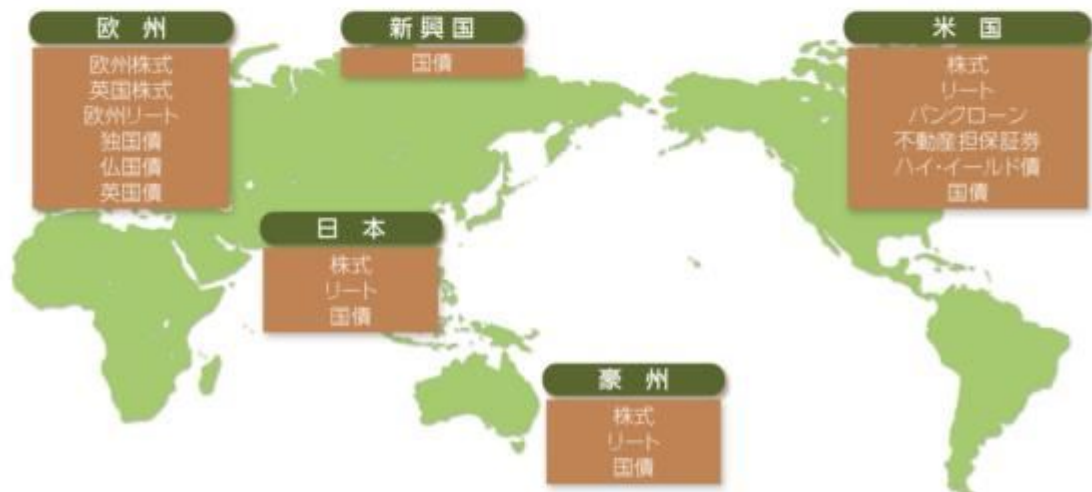 欧州
欧州株式
英国株式
欧州リート
独国債
仏国債
英国債
新興国
国債
米国
株式
リート
バンクローン
不動産担保証券
ハイ・イールド債
国債
日本
株式
リート
国債
豪州
株式
リート
国債